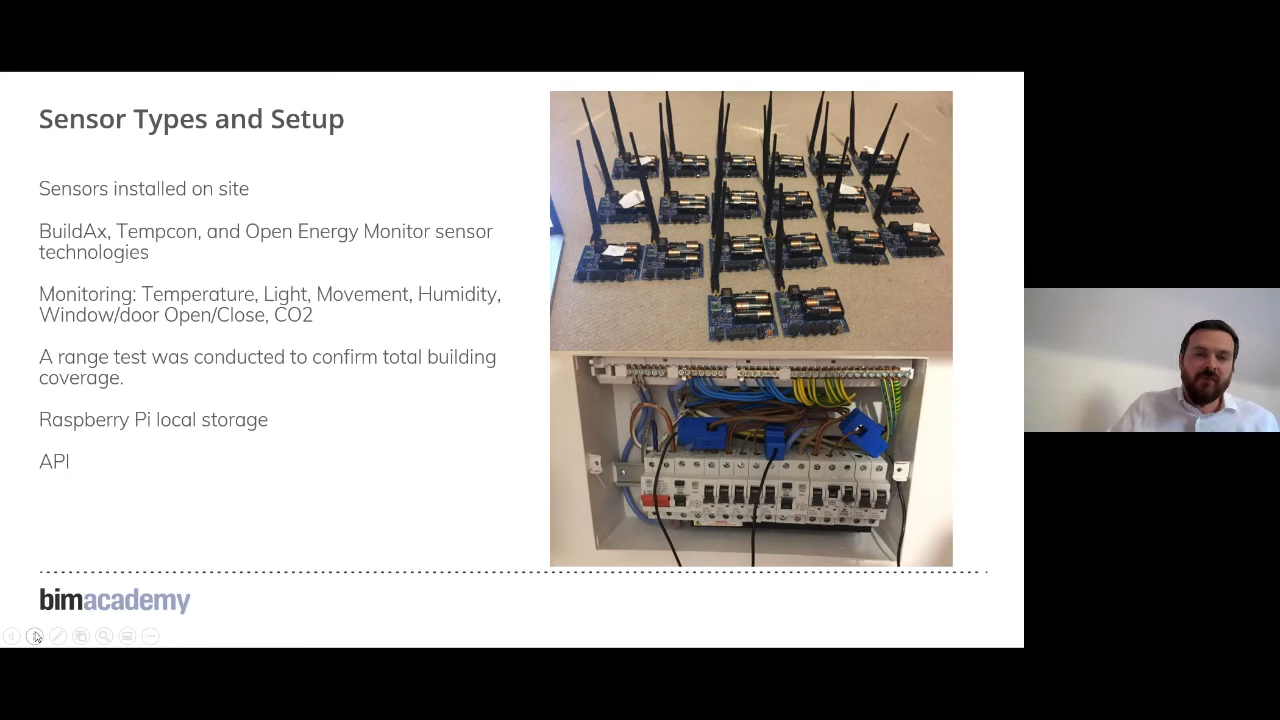 Sensor Types and Setup
Sensors installed on site
BuildAx, Tempcon, and Open Energy Monitor sensor
technologies
Monitoring: Temperature, Light, Movement, Humidity,
Window/door Open/Close, CO2
A range test was conducted to confirm total building
coverage.
Raspberry Pi local storage
API
bimacademy